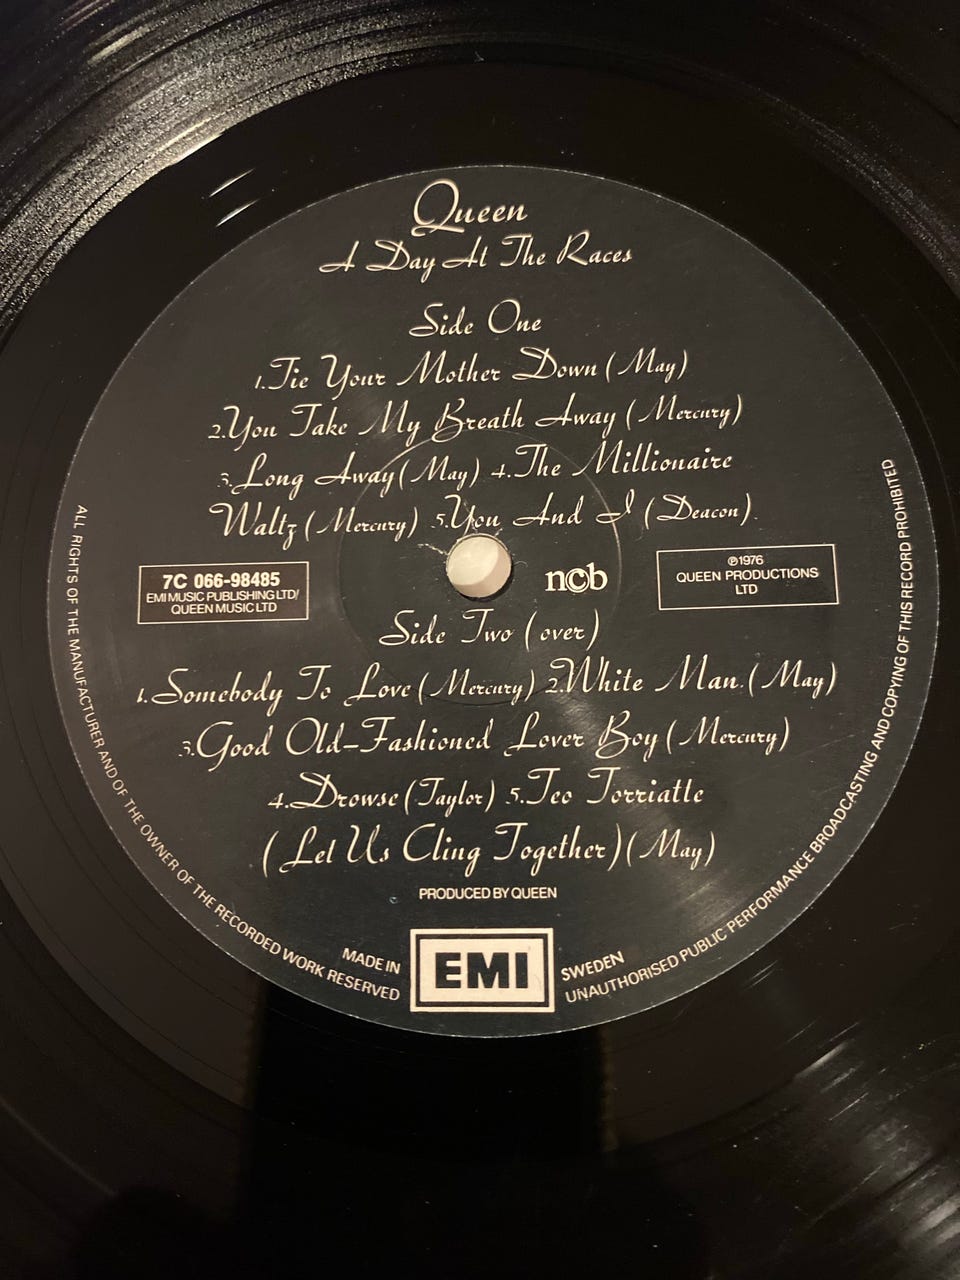 Queen
A Day At The Races
Side One
1.Tie Your Mother Down (May)
2.You Take My Breath Away (Mercury)
3.Long Away (May) 4.The Millionaire
Waltz (Mercury) 5.You And I (Deacon).
7C 066-98485
EMI MUSIC PUBLISHING LTD/
QUEEN MUSIC LTD
ncb
℗1976
QUEEN PRODUCTIONS
LTD
Side Two (over)
1.Somebody To Love (Mercury) 2.White Man.(May)
3.Good Old-Fashioned Lover Boy (Mercury)
4.Drowse (Taylor) 5.Teo Torriatte
(Let Us Cling Together)(May)
PRODUCED BY QUEEN
MADE IN
EMI
SWEDEN
ALL RIGHTS OF THE MANUFACTURER AND OF THE OWNER OF THE RECORDED WORK RESERVED
UNAUTHORISED PUBLIC PERFORMANCE BROADCASTING AND COPYING OF THIS RECORD PROHIBITED